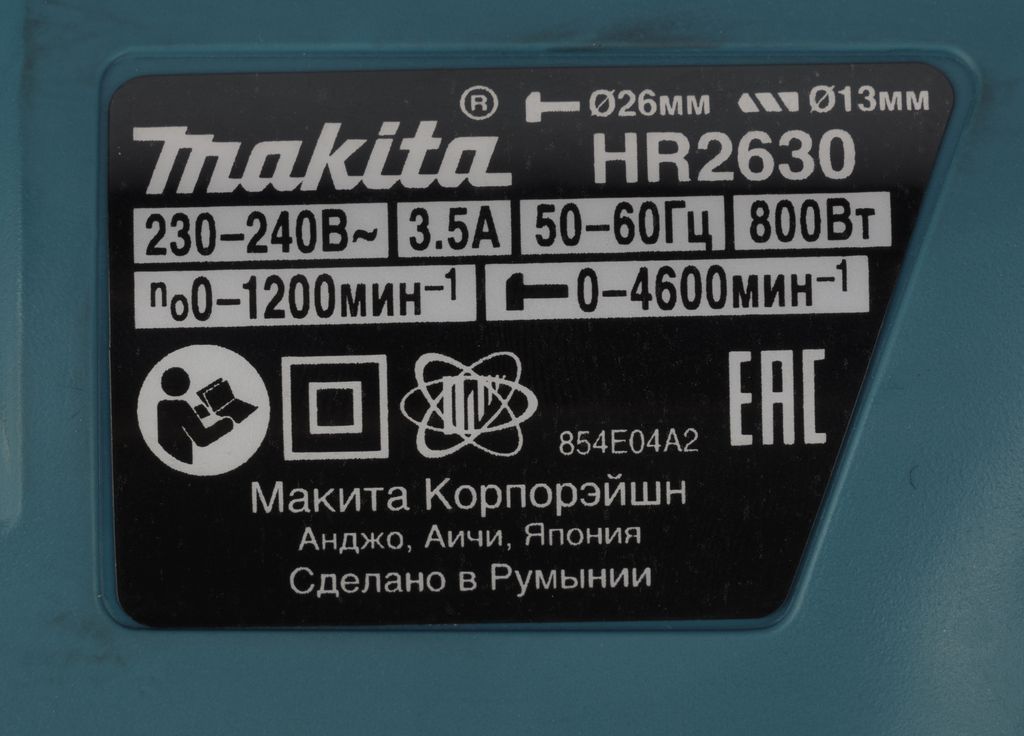 ® Ø26мм Ø13мм
makita HR2630
230–240В~ 3.5А 50–60Гц 800Вт
n₀0–1200мин⁻¹ 0–4600мин⁻¹
854E04A2 EAC
Макита Корпорэйшн
Анджо, Аичи, Япония
Сделано в Румынии